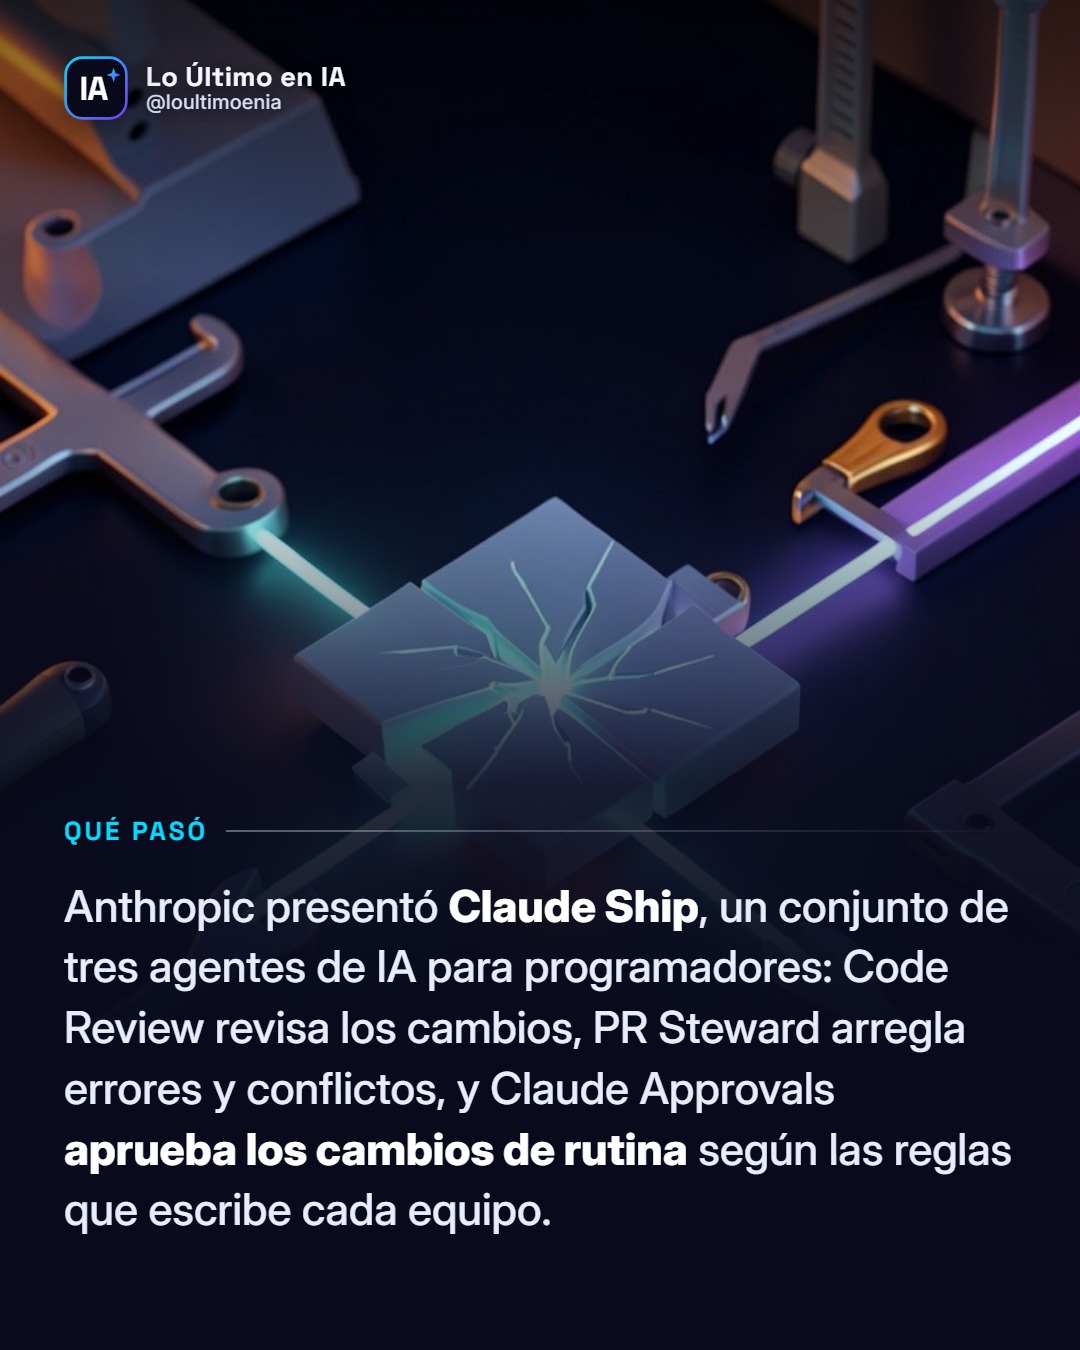 IA
Lo Último en IA
@loultimoenia
QUÉ PASÓ
Anthropic presentó Claude Ship, un conjunto de
tres agentes de IA para programadores: Code
Review revisa los cambios, PR Steward arregla
errores y conflictos, y Claude Approvals
aprueba los cambios de rutina según las reglas
que escribe cada equipo.